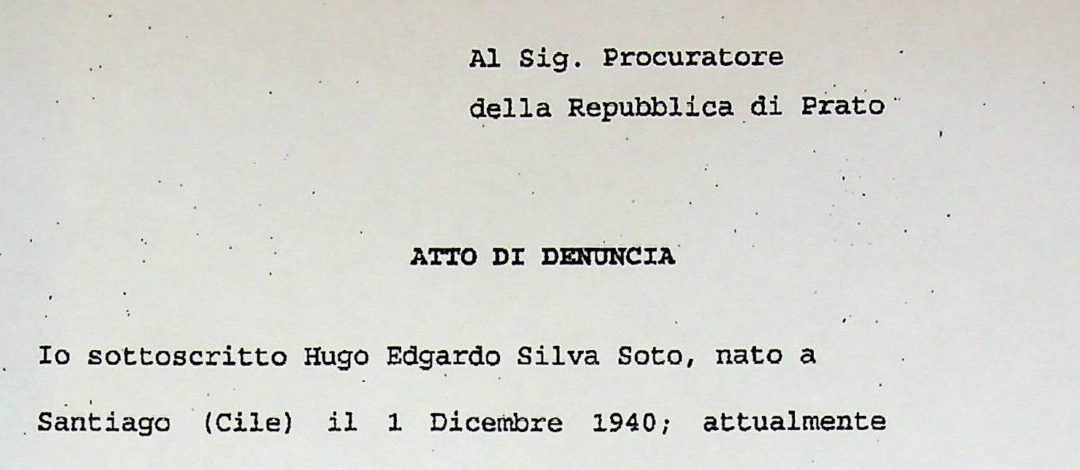 Al Sig. Procuratore
della Repubblica di Prato
ATTO DI DENUNCIA
Io sottoscritto Hugo Edgardo Silva Soto, nato a
Santiago (Cile) il 1 Dicembre 1940; attualmente